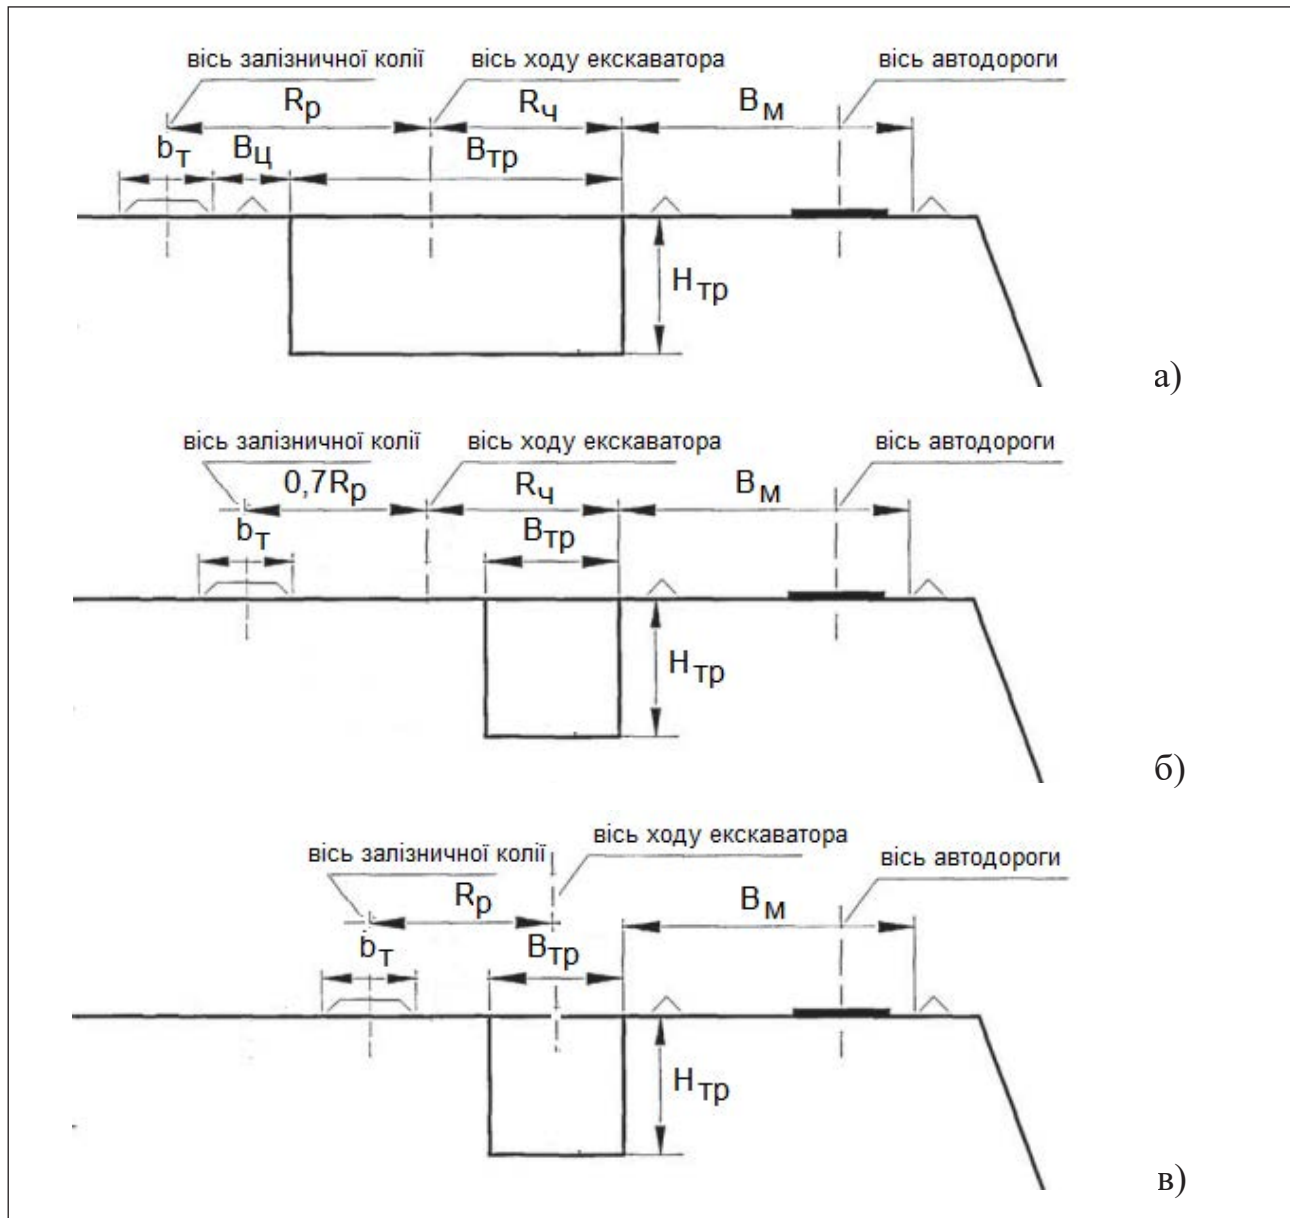 вісь залізничної колії вісь ходу екскаватора вісь автодороги
Rр Rч Bм
bт Bц Bтр
Hтр
а)
вісь залізничної колії вісь ходу екскаватора вісь автодороги
0,7Rр Rч Bм
bт Bтр
Hтр
б)
вісь ходу екскаватора
вісь залізничної колії вісь автодороги
Rр Bм
bт Bтр
Hтр
в)